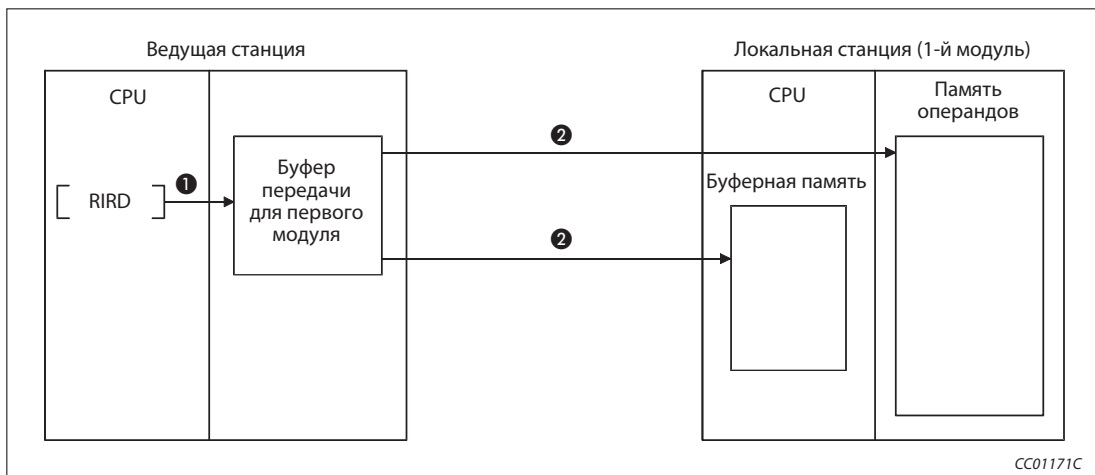 Ведущая станция
Локальная станция (1-й модуль)
CPU
CPU
Память
операндов
Буфер
передачи
для первого
модуля
[ RIRD ]
❶
❷
Буферная память
❷
CC01171C